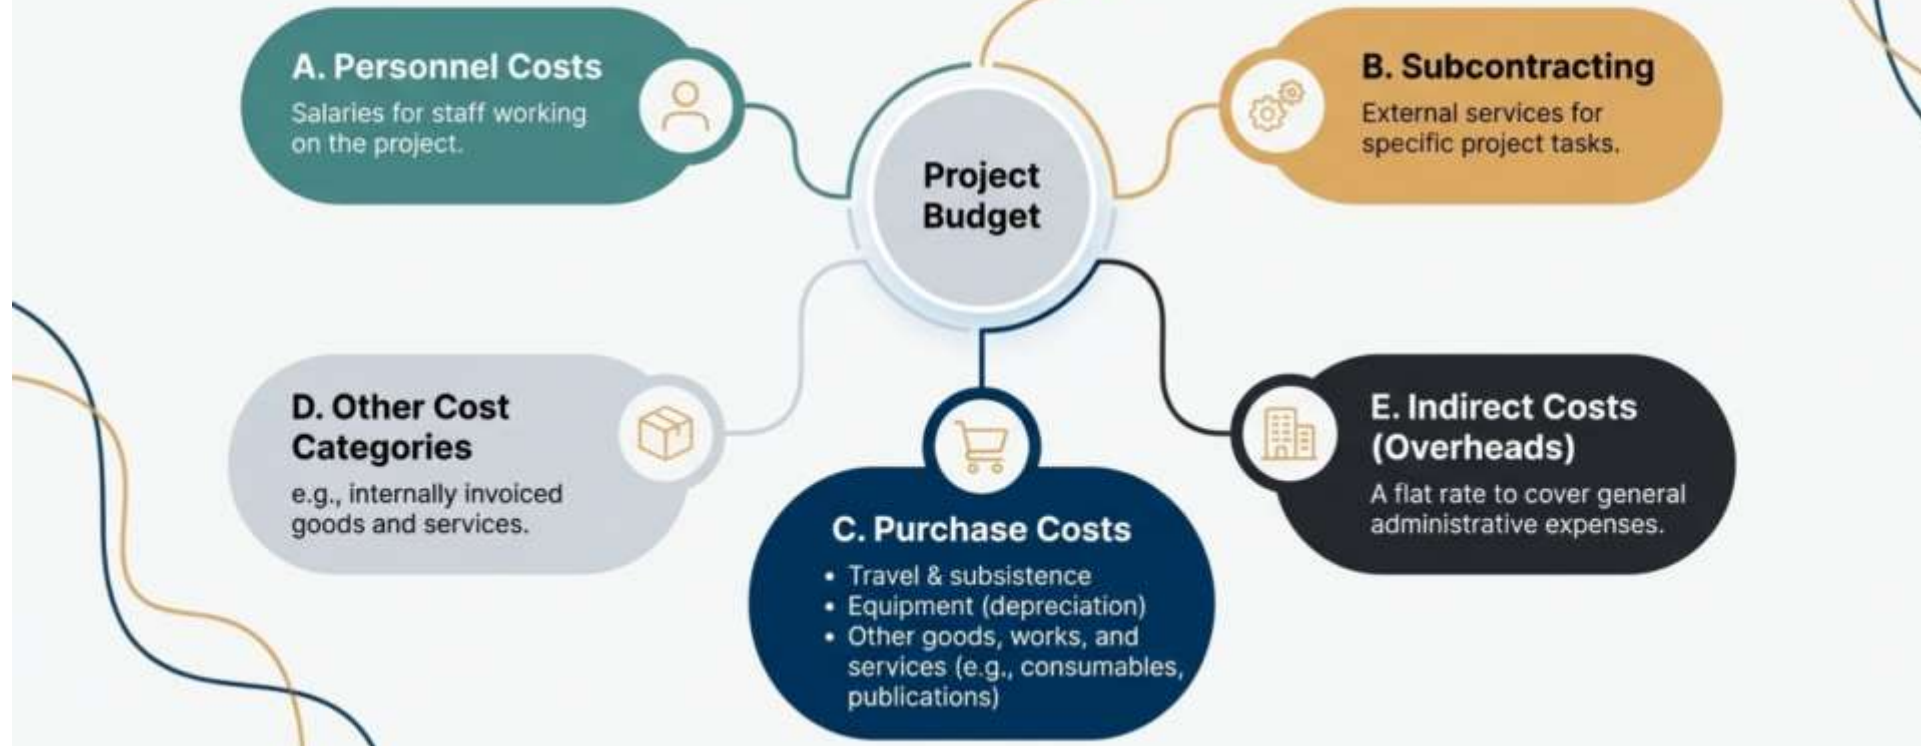 A. Personnel Costs
Salaries for staff working
on the project.
B. Subcontracting
External services for
specific project tasks.
Project
Budget
D. Other Cost
Categories
e.g., internally invoiced
goods and services.
C. Purchase Costs
• Travel & subsistence
• Equipment (depreciation)
• Other goods, works, and
services (e.g., consumables,
publications)
E. Indirect Costs
(Overheads)
A flat rate to cover general
administrative expenses.